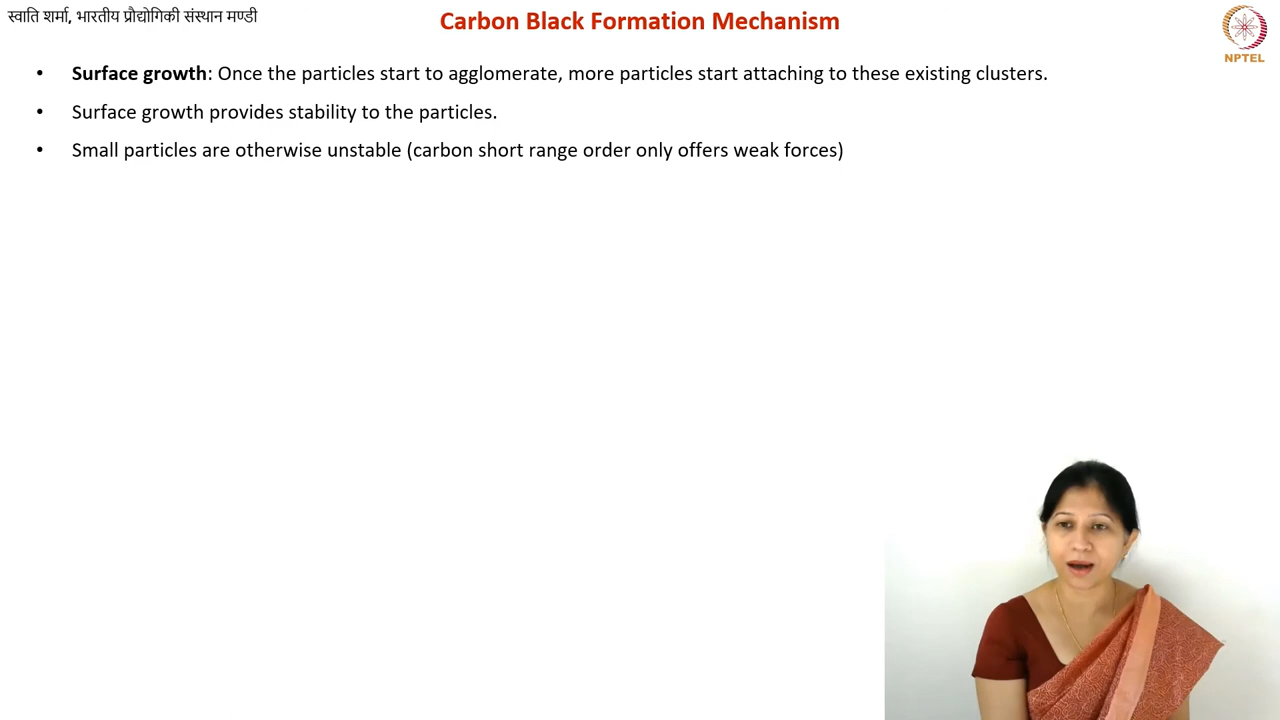 स्वाति शर्मा, भारतीय प्रौद्योगिकी संस्थान मण्डी
Carbon Black Formation Mechanism
NPTEL
• Surface growth: Once the particles start to agglomerate, more particles start attaching to these existing clusters.
• Surface growth provides stability to the particles.
• Small particles are otherwise unstable (carbon short range order only offers weak forces)